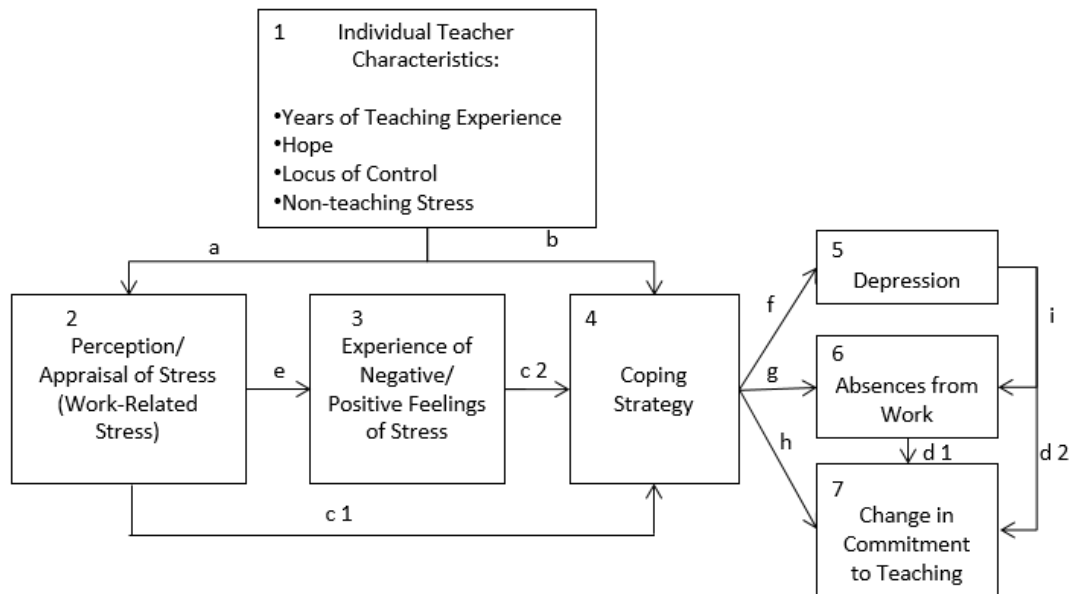 1 Individual Teacher
Characteristics:
•Years of Teaching Experience
•Hope
•Locus of Control
•Non-teaching Stress
a
b
2
Perception/
Appraisal of Stress
(Work-Related
Stress)
e
3
Experience of
Negative/
Positive Feelings
of Stress
c 2
4
Coping
Strategy
c 1
f
g
h
5
Depression
i
6
Absences from
Work
d 1
d 2
7
Change in
Commitment
to Teaching